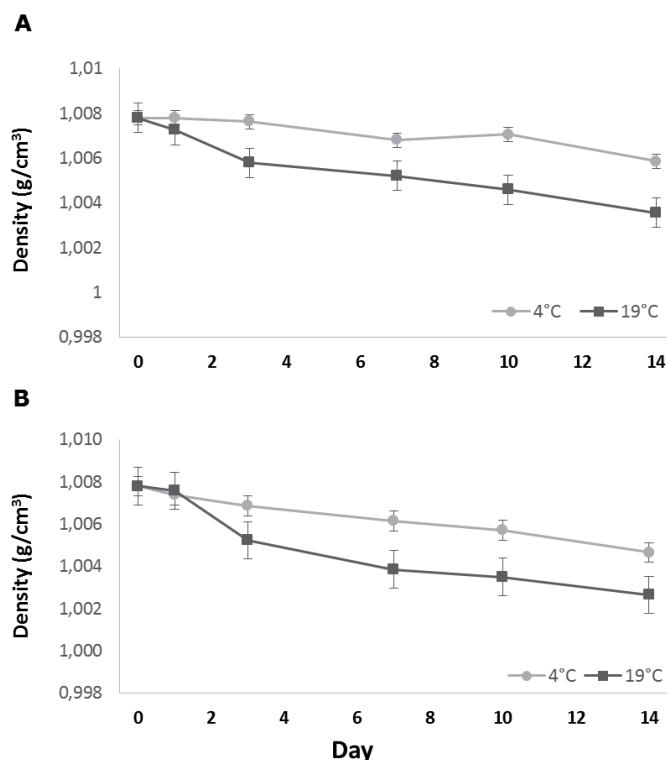 A
Density (g/cm³)
1,01
1,008
1,006
1,004
1,002
1
0,998
4°C 19°C
0 2 4 6 8 10 12 14
B
Density (g/cm³)
1,010
1,008
1,006
1,004
1,002
1,000
0,998
4°C 19°C
0 2 4 6 8 10 12 14
Day